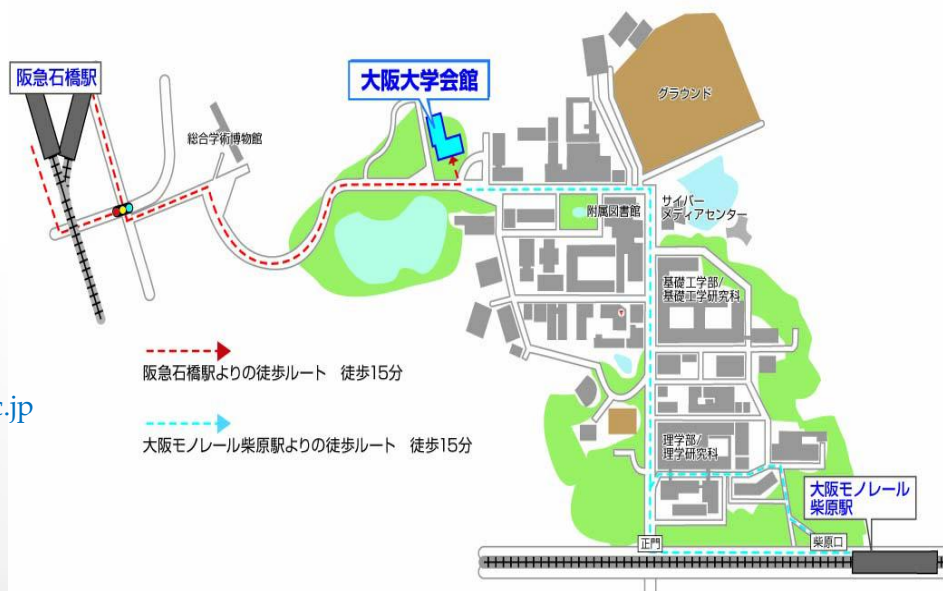 阪急石橋駅
大阪大学会館
総合学術博物館
グラウンド
附属図書館
サイバー
メディアセンター
基礎工学部/
基礎工学研究科
阪急石橋駅よりの徒歩ルート 徒歩15分
c.jp
大阪モノレール柴原駅よりの徒歩ルート 徒歩15分
理学部/
理学研究科
大阪モノレール
柴原駅
正門
柴原口